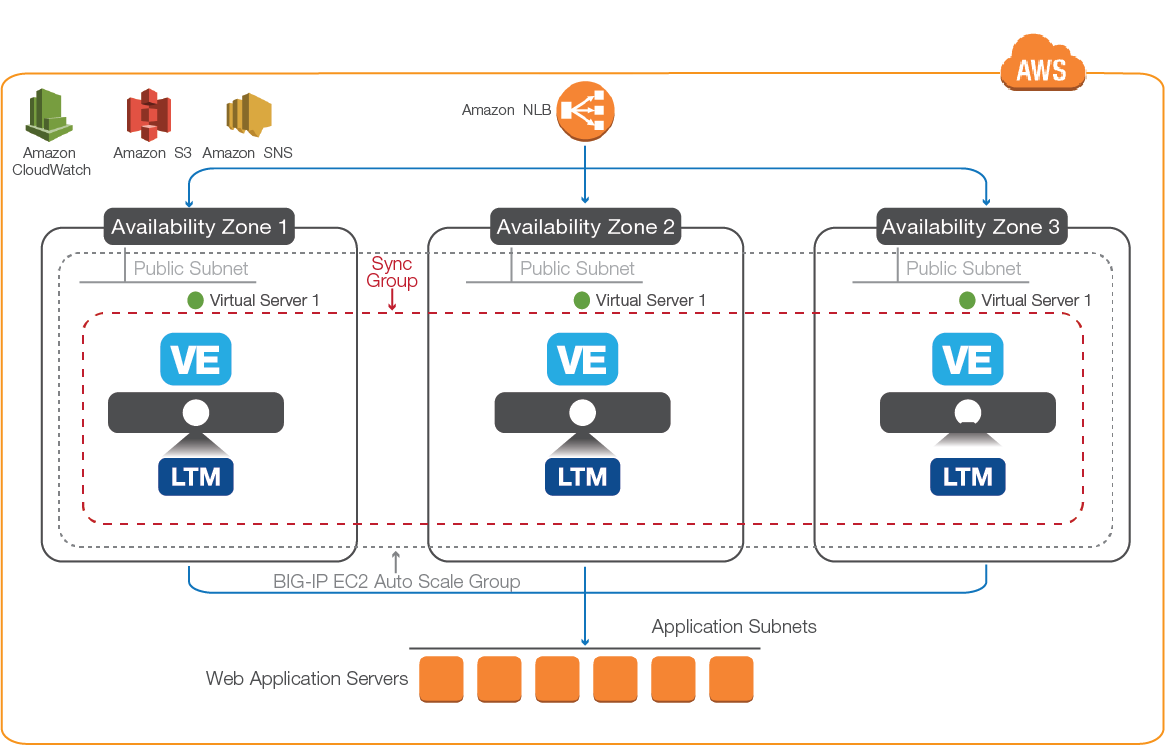 AWS
Amazon NLB
Amazon
CloudWatch
Amazon S3
Amazon SNS
Availability Zone 1
Availability Zone 2
Availability Zone 3
Public Subnet
Sync
Group
Public Subnet
Public Subnet
Virtual Server 1
Virtual Server 1
Virtual Server 1
VE
VE
VE
LTM
LTM
LTM
BIG-IP EC2 Auto Scale Group
Application Subnets
Web Application Servers